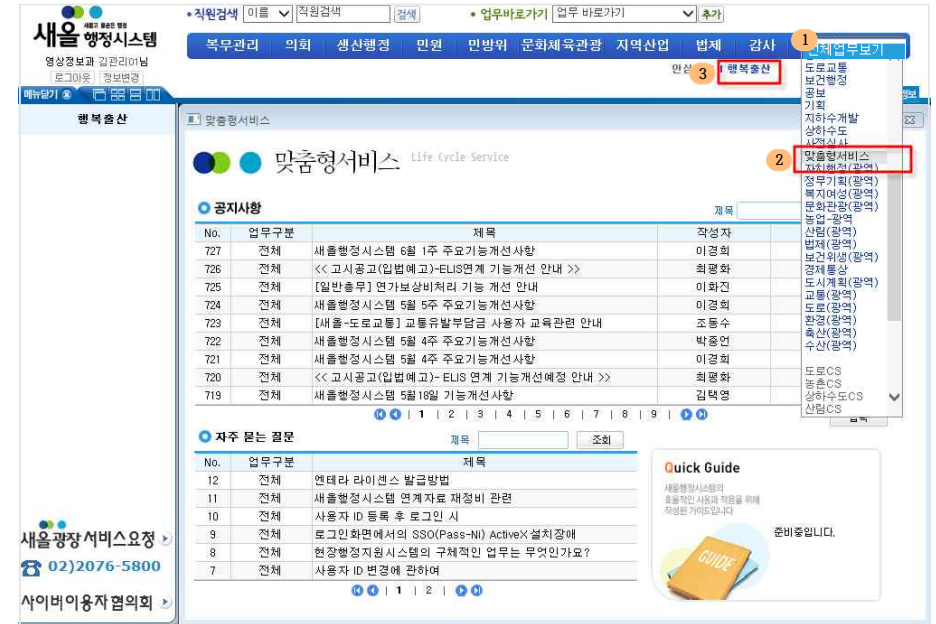 새롭고 올바른 행정
새올 행정시스템
영상정보과 김관리01님
로그아웃 정보변경
•직원검색 이름 직원검색 검색
•업무바로가기 업무 바로가기 추가
복무관리 의회 생산행정 민원 민방위 문화체육관광 지역산업 법제 감사
1
전체업무보기
3
행복출산
메뉴닫기
행복출산
맞춤형서비스
맞춤형서비스 Life Cycle Service
도로교통
보건행정
공보
기획
지하수개발
상하수도
사전심사
2
맞춤형서비스
자치행정(광역)
정무기획(광역)
복지여성(광역)
문화관광(광역)
농업-광역
산림(광역)
법제(광역)
보건위생(광역)
경제통상
도시계획(광역)
교통(광역)
도로(광역)
환경(광역)
축산(광역)
수산(광역)
도로CS
농촌CS
상하수도CS
산림CS
공지사항
제목
No. 업무구분 제목 작성자
727 전체 새올행정시스템 6월 1주 주요기능개선사항 이경희
726 전체 << 고시공고(입법예고)-ELIS연계 기능개선 안내 >> 최평화
725 전체 [일반총무] 연가보상비처리 기능 개선 안내 이화진
724 전체 새올행정시스템 5월 5주 주요기능개선사항 이경희
723 전체 [새올-도로교통] 교통유발부담금 사용자 교육관련 안내 조동수
722 전체 새올행정시스템 5월 4주 주요기능개선사항 박중언
721 전체 새올행정시스템 5월 4주 주요기능개선사항 이경희
720 전체 << 고시공고(입법예고)- ELIS 연계 기능개선예정 안내 >> 최평화
719 전체 새올행정시스템 5월18일 기능개선사항 김택영
1 | 2 | 3 | 4 | 5 | 6 | 7 | 8 | 9 |
자주 묻는 질문
제목 조회
No. 업무구분 제목
12 전체 엔테라 라이센스 발급방법
11 전체 새올행정시스템 연계자료 재정비 관련
10 전체 사용자 ID 등록 후 로그인 시
9 전체 로그인화면에서의 SSO(Pass-Ni) ActiveX 설치장애
8 전체 현장행정지원시스템의 구체적인 업무는 무엇인가요?
7 전체 사용자 ID 변경에 관하여
| 1 | 2 |
Quick Guide
새올행정시스템의
효율적인 사용과 적응을 위해
작성된 가이드입니다
준비중입니다.
GUIDE
새올광장 서비스요청
02)2076-5800
사이버이용자협의회